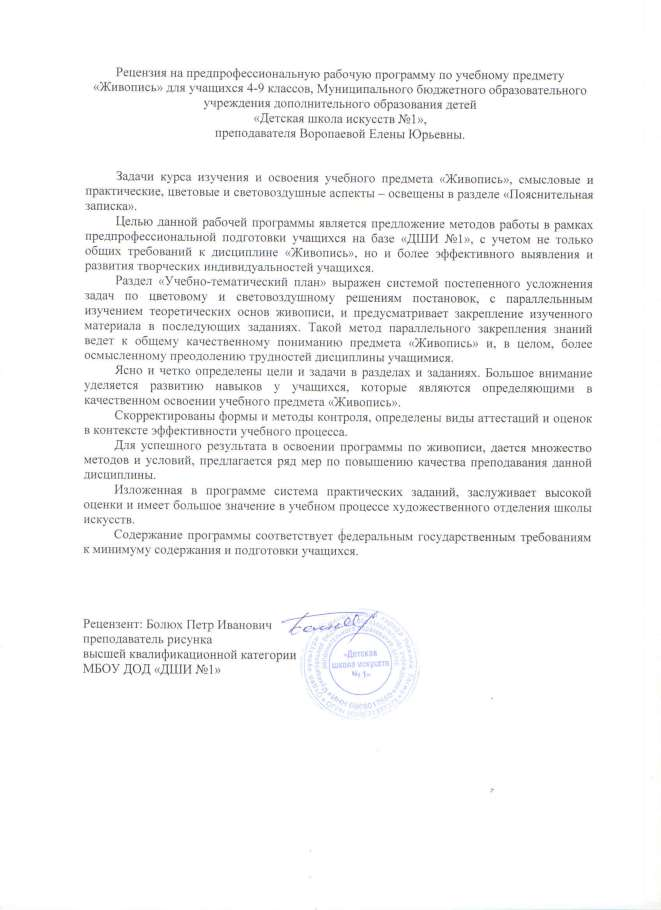 Рецензия на предпрофессиональную рабочую программу по учебному предмету
«Живопись» для учащихся 4-9 классов, Муниципального бюджетного образовательного
учреждения дополнительного образования детей
«Детская школа искусств №1»,
преподавателя Воропаевой Елены Юрьевны.
Задачи курса изучения и освоения учебного предмета «Живопись», смысловые и
практические, цветовые и световоздушные аспекты – освещены в разделе «Пояснительная
записка».
Целью данной рабочей программы является предложение методов работы в рамках
предпрофессиональной подготовки учащихся на базе «ДШИ №1», с учетом не только
общих требований к дисциплине «Живопись», но и более эффективного выявления и
развития творческих индивидуальностей учащихся.
Раздел «Учебно-тематический план» выражен системой постепенного усложнения
задач по цветовому и световоздушному решениям постановок, с параллельнным
изучением теоретических основ живописи, и предусматривает закрепление изученного
материала в последующих заданиях. Такой метод параллельного закрепления знаний
ведет к общему качественному пониманию предмета «Живопись» и, в целом, более
осмысленному преодолению трудностей дисциплины учащимися.
Ясно и четко определены цели и задачи в разделах и заданиях. Большое внимание
уделяется развитию навыков у учащихся, которые являются определяющими в
качественном освоении учебного предмета «Живопись».
Скорректированы формы и методы контроля, определены виды аттестаций и оценок
в контексте эффективности учебного процесса.
Для успешного результата в освоении программы по живописи, дается множество
методов и условий, предлагается ряд мер по повышению качества преподавания данной
дисциплины.
Изложенная в программе система практических заданий, заслуживает высокой
оценки и имеет большое значение в учебном процессе художественного отделения школы
искусств.
Содержание программы соответствует федеральным государственным требованиям
к минимуму содержания и подготовки учащихся.
Рецензент: Болюх Петр Иванович
преподаватель рисунка
высшей квалификационной категории
МБОУ ДОД «ДШИ №1»
«Детская
школа искусств
№ 1»